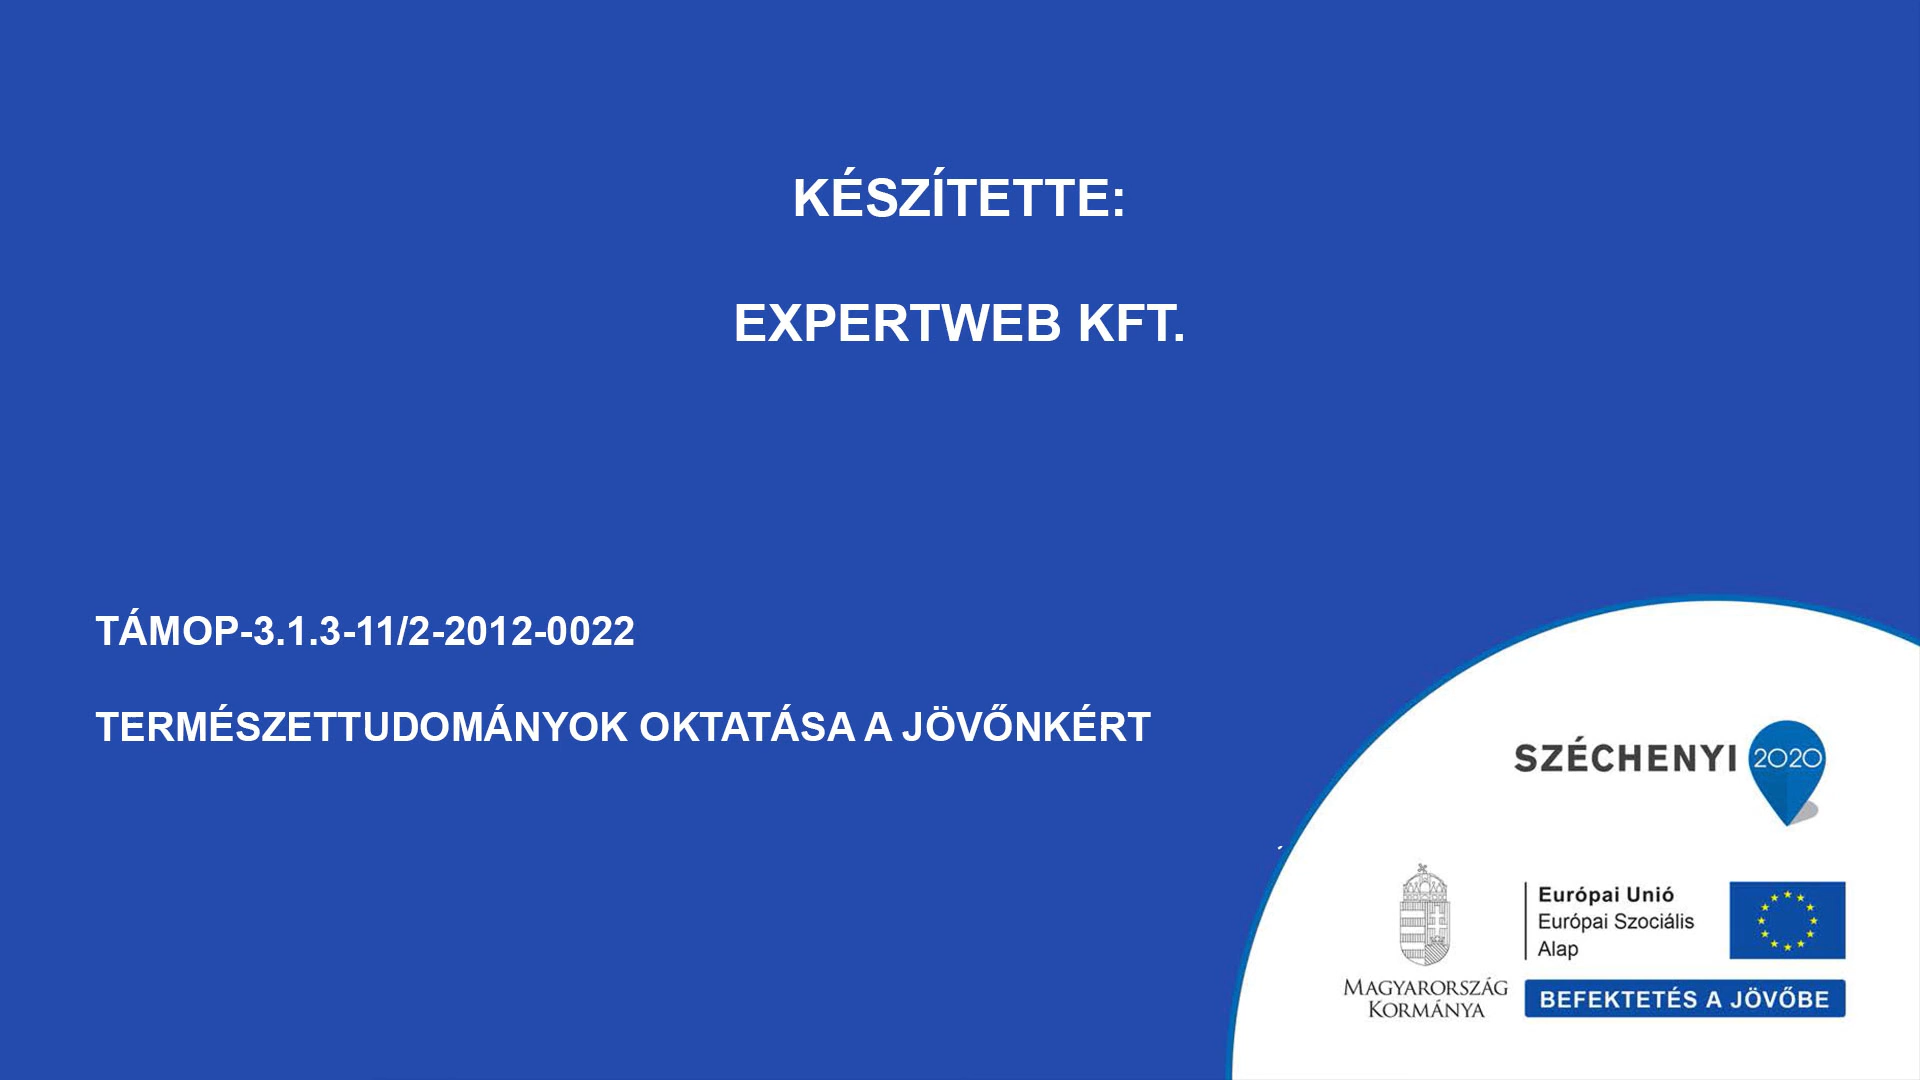 KÉSZÍTETTE:
EXPERTWEB KFT.
TÁMOP-3.1.3-11/2-2012-0022
TERMÉSZETTUDOMÁNYOK OKTATÁSA A JÖVŐNKÉRT
SZÉCHENYI 2020
Európai Unió
Európai Szociális
Alap
MAGYARORSZÁG
KORMÁNYA
BEFEKTETÉS A JÖVŐBE